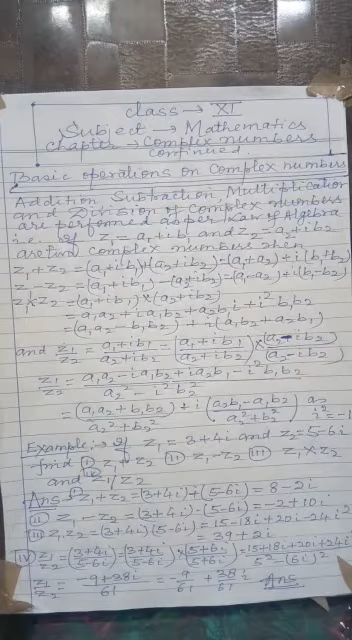 class → XI
Subject → Mathematics
chapter → Complex numbers
Continued
Basic operations on Complex numbers
Addition, Subtraction, Multiplication
and Division of Complex numbers
are performed as per Law of Algebra
i.e. if z₁ = a₁+ib₁ and z₂ = a₂+ib₂
are two complex numbers then
z₁+z₂ = (a₁+ib₁)+(a₂+ib₂) = (a₁+a₂)+i(b₁+b₂)
z₁-z₂ = (a₁+ib₁)-(a₂+ib₂) = (a₁-a₂)+i(b₁-b₂)
z₁×z₂ = (a₁+ib₁)×(a₂+ib₂)
= a₁a₂+ia₁b₂+a₂b₁i+i²b₁b₂
= (a₁a₂-b₁b₂)+i(a₁b₂+a₂b₁)
and z₁/z₂ = (a₁+ib₁)/(a₂+ib₂) = (a₁+ib₁)/(a₂+ib₂) × (a₂-ib₂)/(a₂-ib₂)
z₁/z₂ = (a₁a₂-ia₁b₂+ia₂b₁-i²b₁b₂)/(a₂²-i²b₂²)
= (a₁a₂+b₁b₂)/(a₂²+b₂²) + i (a₂b₁-a₁b₂)/(a₂²+b₂²) as i²=-1
Example:- If z₁=3+4i and z₂=5-6i
find (i) z₁+z₂ (ii) z₁-z₂ (iii) z₁×z₂
and z₁/z₂
Ans (i) z₁+z₂ = (3+4i)+(5-6i) = 8-2i
(ii) z₁-z₂ = (3+4i)-(5-6i) = -2+10i
(iii) z₁z₂ = (3+4i)(5-6i) = 15-18i+20i-24i²
= 39+2i
(iv) z₁/z₂ = (3+4i)/(5-6i) = (3+4i)/(5-6i) × (5+6i)/(5+6i) = (15+18i+20i+24i²)/(5²-(6i)²)
z₁/z₂ = (-9+38i)/61 = -9/61 + 38/61 i Ans